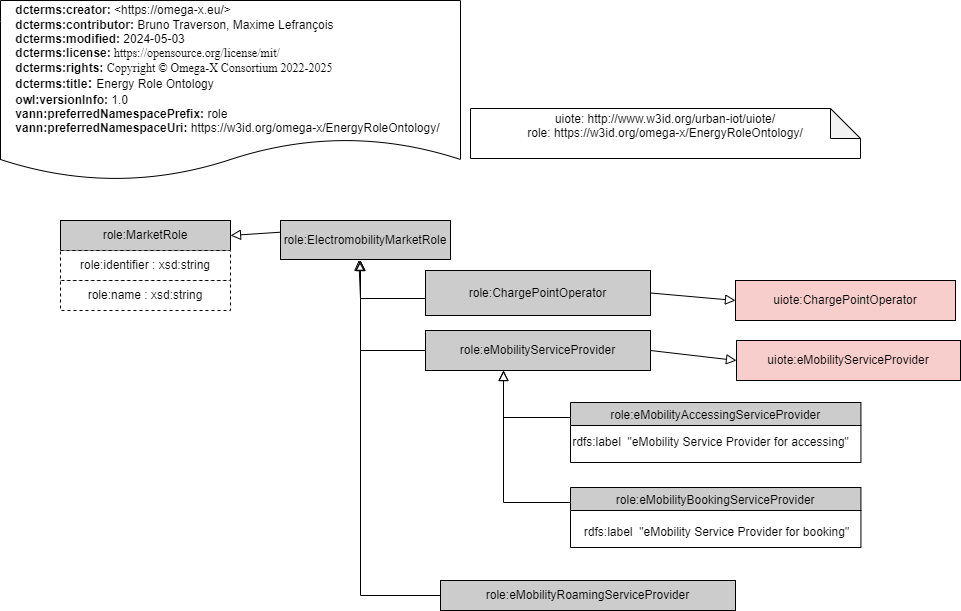 dcterms:creator: <https://omega-x.eu/>
dcterms:contributor: Bruno Traverson, Maxime Lefrançois
dcterms:modified: 2024-05-03
dcterms:license: https://opensource.org/license/mit/
dcterms:rights: Copyright © Omega-X Consortium 2022-2025
dcterms:title: Energy Role Ontology
owl:versionInfo: 1.0
vann:preferredNamespacePrefix: role
vann:preferredNamespaceUri: https://w3id.org/omega-x/EnergyRoleOntology/
uiote: http://www.w3id.org/urban-iot/uiote/
role: https://w3id.org/omega-x/EnergyRoleOntology/
role:MarketRole
role:identifier : xsd:string
role:name : xsd:string
role:ElectromobilityMarketRole
role:ChargePointOperator
uiote:ChargePointOperator
role:eMobilityServiceProvider
uiote:eMobilityServiceProvider
role:eMobilityAccessingServiceProvider
rdfs:label "eMobility Service Provider for accessing"
role:eMobilityBookingServiceProvider
rdfs:label "eMobility Service Provider for booking"
role:eMobilityRoamingServiceProvider